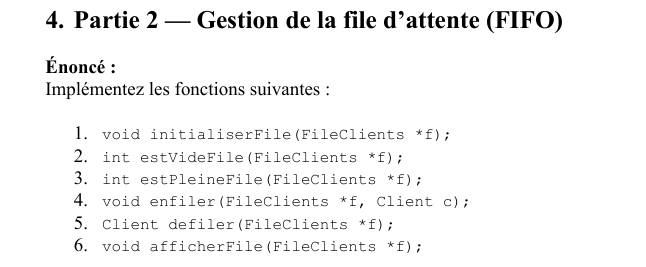 4. Partie 2 — Gestion de la file d’attente (FIFO)
Énoncé :
Implémentez les fonctions suivantes :
1. void initialiserFile(FileClients *f);
2. int estVideFile(FileClients *f);
3. int estPleineFile(FileClients *f);
4. void enfiler(FileClients *f, Client c);
5. Client defiler(FileClients *f);
6. void afficherFile(FileClients *f);